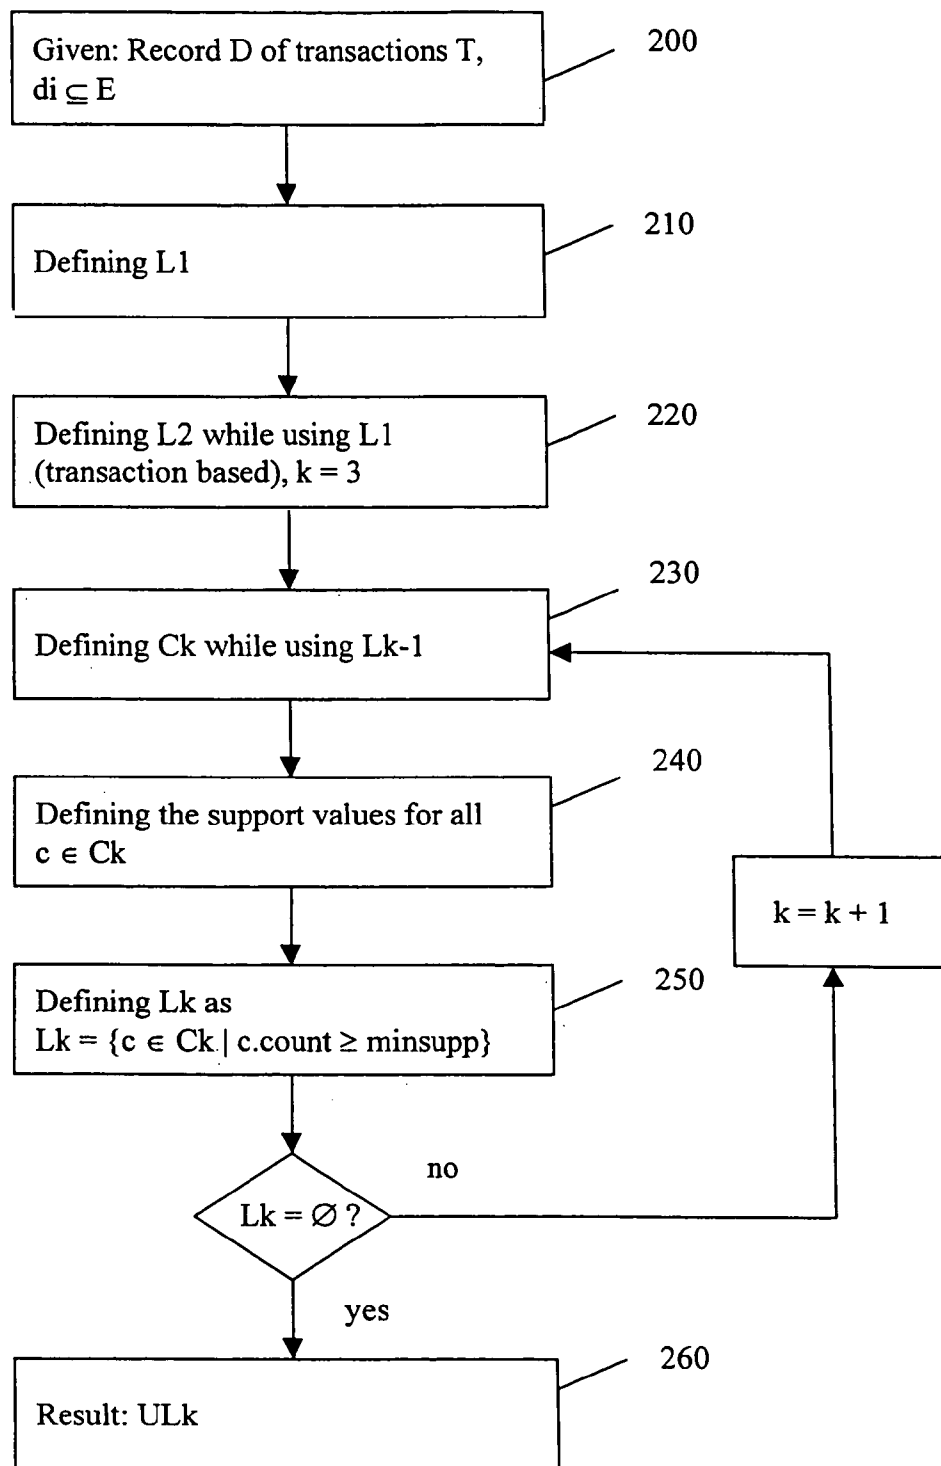 Given: Record D of transactions T,
di ⊆ E
200
Defining L1
210
Defining L2 while using L1
(transaction based), k = 3
220
Defining Ck while using Lk-1
230
Defining the support values for all
c ∈ Ck
240
k = k + 1
Defining Lk as
Lk = {c ∈ Ck | c.count ≥ minsupp}
250
Lk = ∅ ?
no
yes
Result: ULk
260